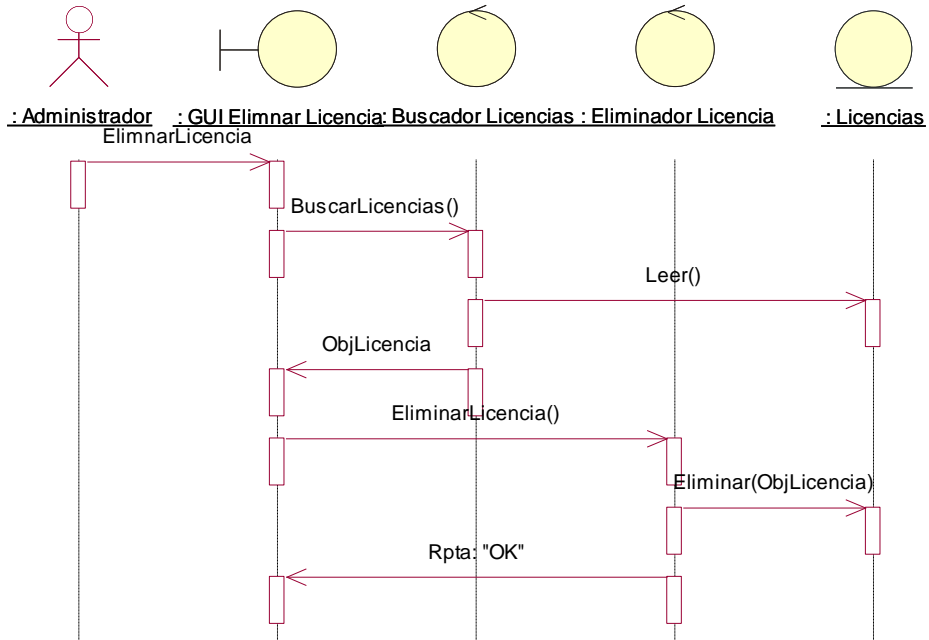 : Administrador
: GUI Elimnar Licencia
: Buscador Licencias
: Eliminador Licencia
: Licencias
ElimnarLicencia
BuscarLicencias()
Leer()
ObjLicencia
EliminarLicencia()
Eliminar(ObjLicencia)
Rpta: "OK"